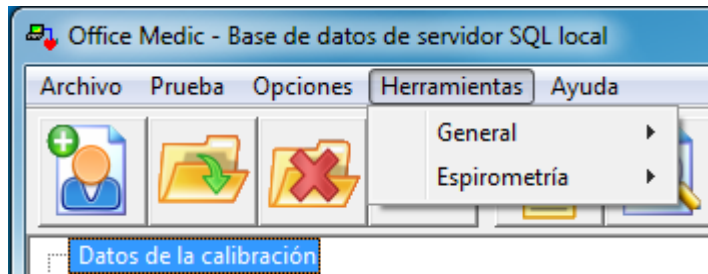 Office Medic - Base de datos de servidor SQL local
Archivo Prueba Opciones Herramientas Ayuda
General
Espirometría
Datos de la calibración